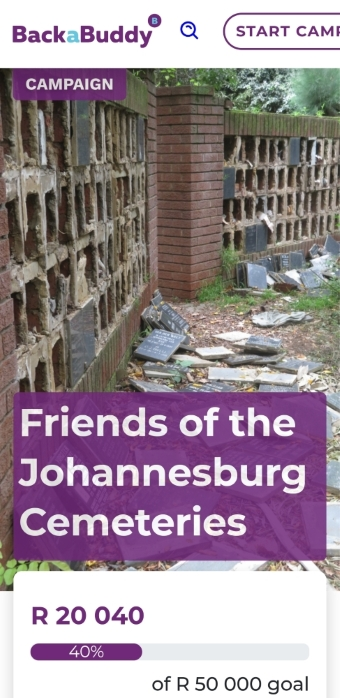 BackaBuddy
B
START CAMP
CAMPAIGN
Friends of the
Johannesburg
Cemeteries
R 20 040
40%
of R 50 000 goal